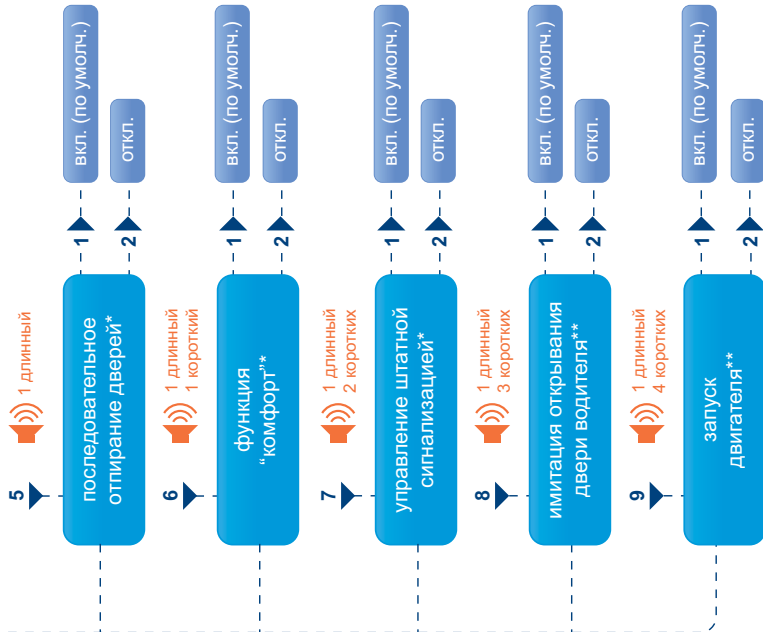 5
1 длинный
последовательное
отпирание дверей*
1
вкл. (по умолч.)
2
откл.
6
1 длинный
1 короткий
функция
“комфорт”*
1
вкл. (по умолч.)
2
откл.
7
1 длинный
2 коротких
управление штатной
сигнализацией*
1
вкл. (по умолч.)
2
откл.
8
1 длинный
3 коротких
имитация открывания
двери водителя**
1
вкл. (по умолч.)
2
откл.
9
1 длинный
4 коротких
запуск
двигателя**
1
вкл. (по умолч.)
2
откл.